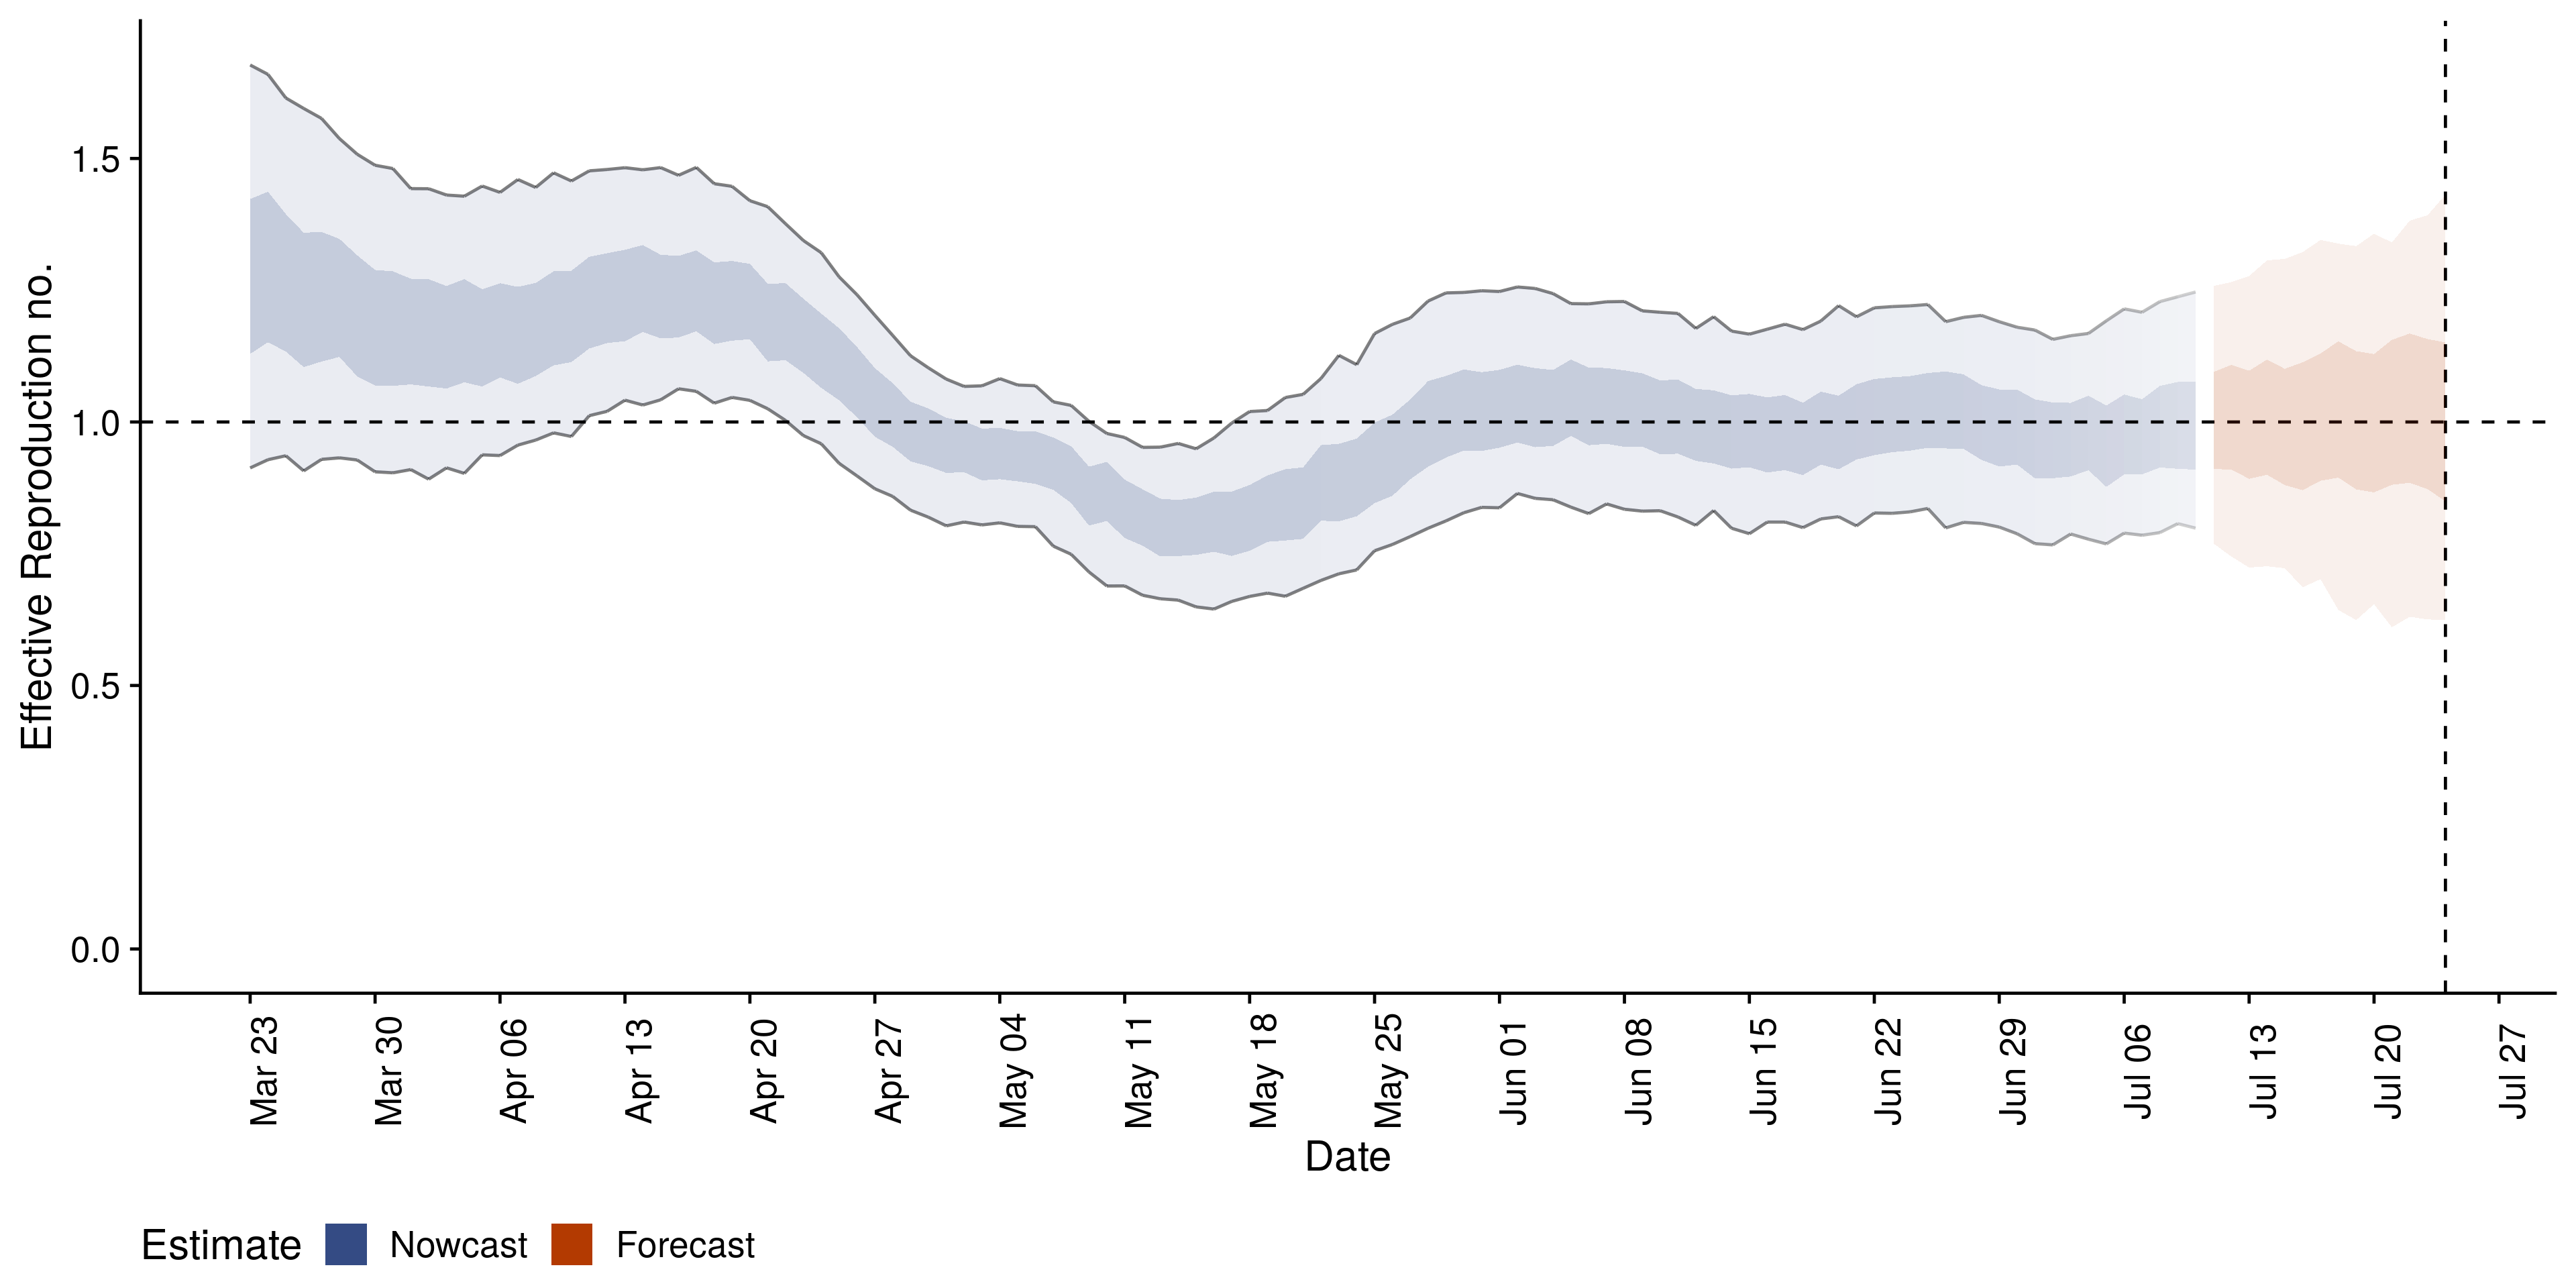 Effective Reproduction no.
1.5
1.0
0.5
0.0
Mar 23
Mar 30
Apr 06
Apr 13
Apr 20
Apr 27
May 04
May 11
May 18
May 25
Jun 01
Jun 08
Jun 15
Jun 22
Jun 29
Jul 06
Jul 13
Jul 20
Jul 27
Date
Estimate Nowcast Forecast